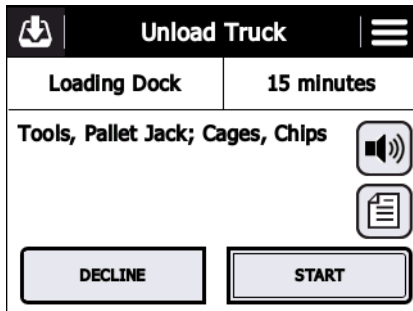 Unload Truck
Loading Dock
15 minutes
Tools, Pallet Jack; Cages, Chips
DECLINE
START